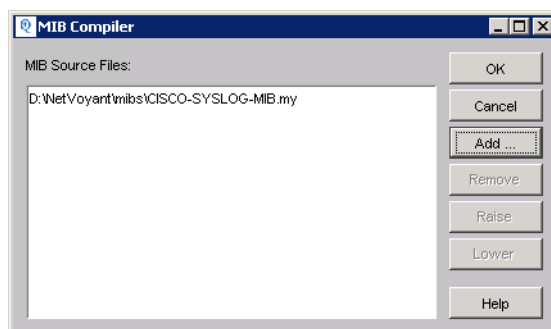 MIB Compiler
MIB Source Files:
D:\NetVoyant\mibs\CISCO-SYSLOG-MIB.my
OK
Cancel
Add ...
Remove
Raise
Lower
Help